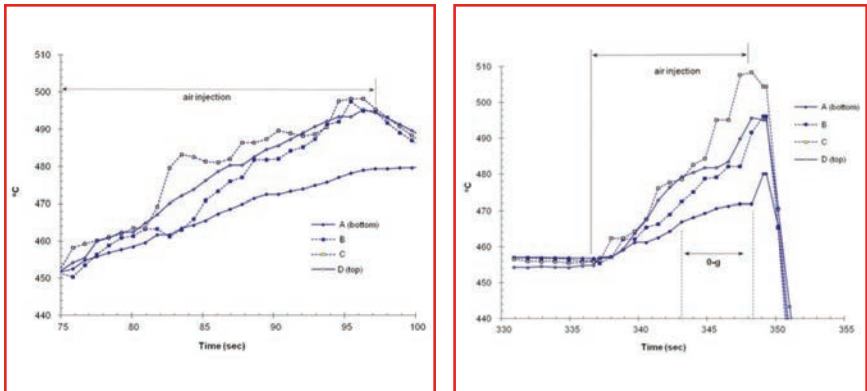 510
500
490
480
470
460
450
440
°C
75 80 85 90 95 100
Time (sec)
air injection
A (bottom)
B
C
D (top)
510
500
490
480
470
460
450
440
°C
330 335 340 345 350 355
Time (sec)
air injection
0-g
A (bottom)
B
C
D (top)